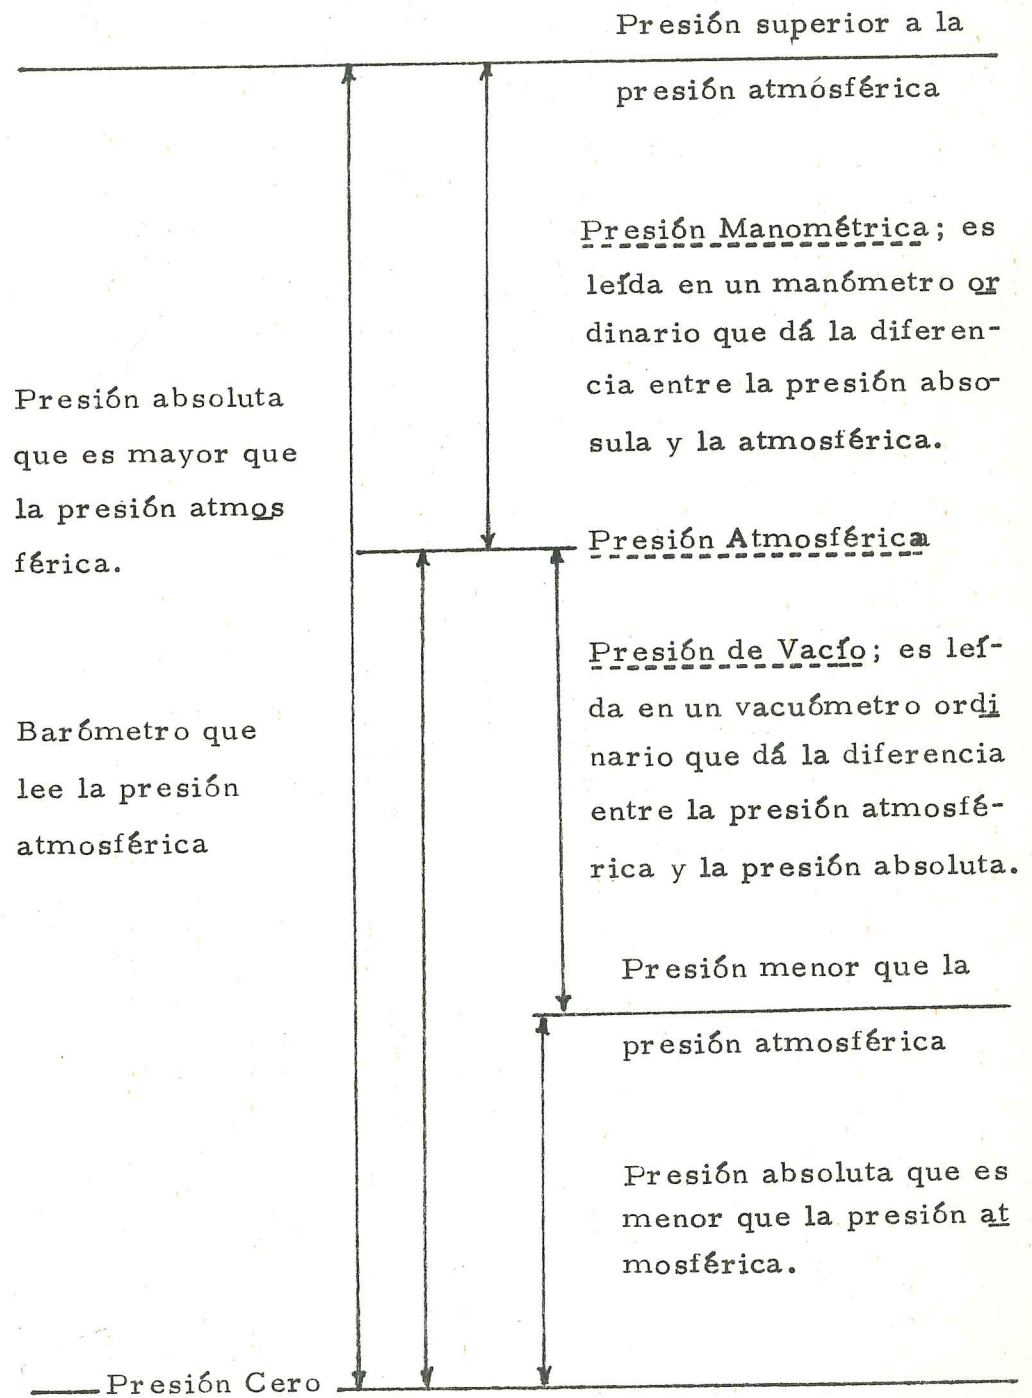 Presión superior a la
presión atmósférica
Presión Manométrica; es
leída en un manómetro or
dinario que dá la diferen-
cia entre la presión abso-
sula y la atmosférica.
Presión absoluta
que es mayor que
la presión atmos
férica.
Presión Atmosférica
Presión de Vacío; es leí-
da en un vacuómetro ordi
nario que dá la diferencia
entre la presión atmosfé-
rica y la presión absoluta.
Barómetro que
lee la presión
atmosférica
Presión menor que la
presión atmosférica
Presión absoluta que es
menor que la presión at
mosférica.
Presión Cero